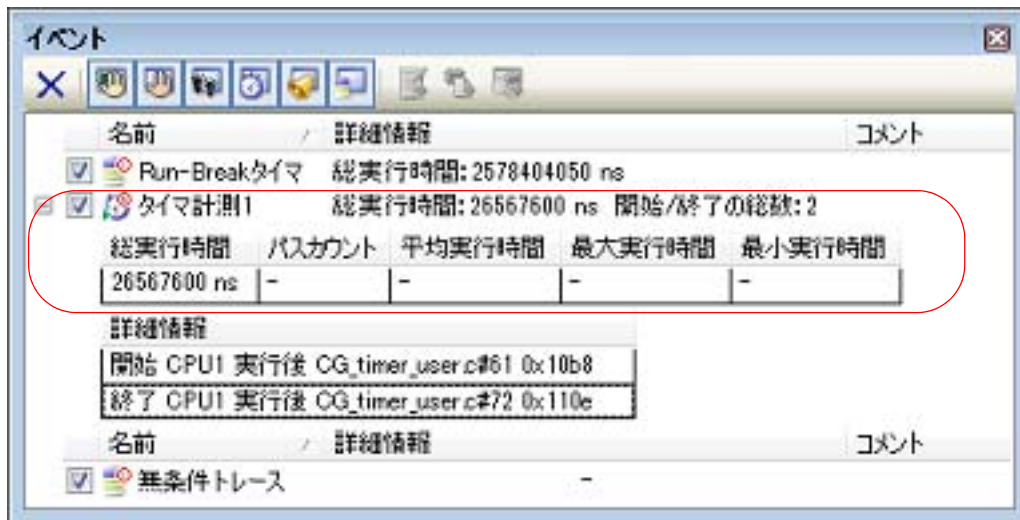 イベント
名前 詳細情報 コメント
Run-Breakタイマ 総実行時間: 2578404050 ns
タイマ計測1 総実行時間: 26567600 ns 開始/終了の総数: 2
総実行時間 パスカウント 平均実行時間 最大実行時間 最小実行時間
26567600 ns - - - -
詳細情報
開始 CPU1 実行後 CG_timer_user.c#61 0x10b8
終了 CPU1 実行後 CG_timer_user.c#72 0x110e
名前 詳細情報 コメント
無条件トレース -